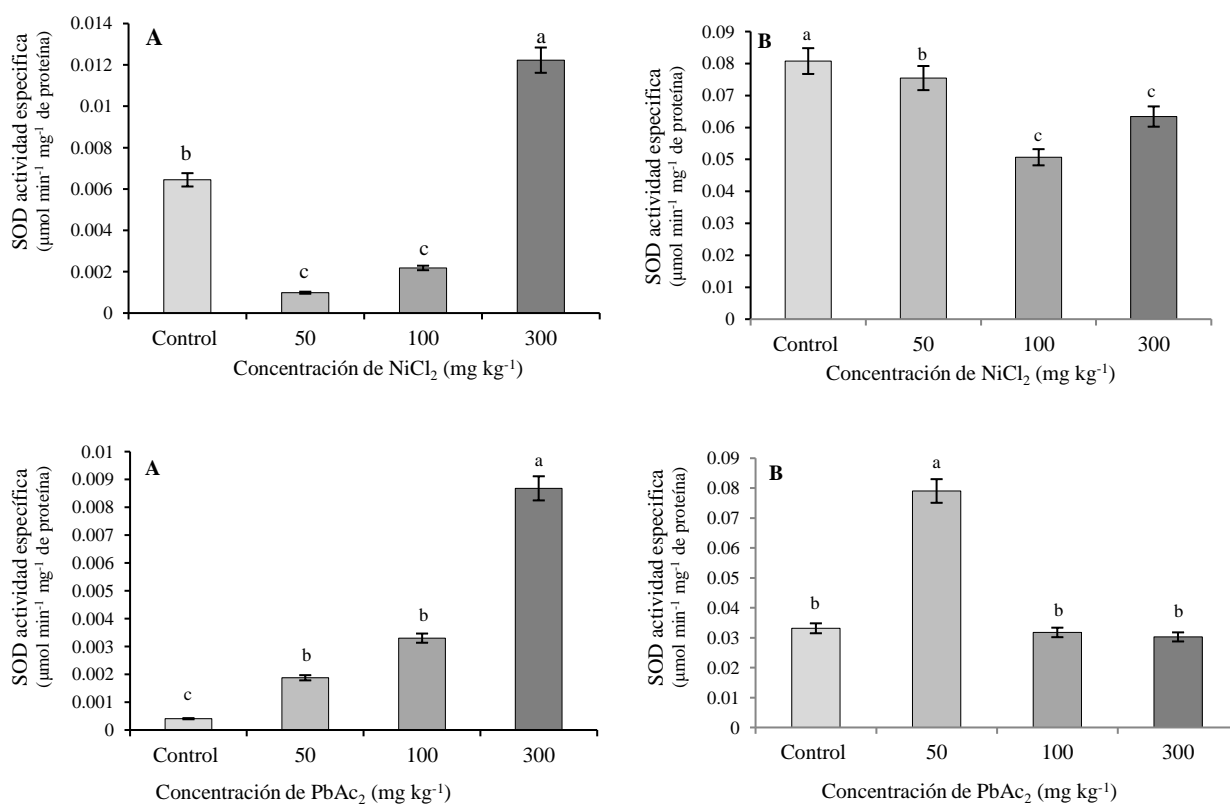 A
SOD actividad especifica
(μmol min⁻¹ mg⁻¹ de proteína)
0.014
0.012
0.01
0.008
0.006
0.004
0.002
0
b
c
c
a
Control 50 100 300
Concentración de NiCl₂ (mg kg⁻¹)
B
SOD actividad especifica
(μmol min⁻¹ mg⁻¹ de proteína)
0.09
0.08
0.07
0.06
0.05
0.04
0.03
0.02
0.01
0
a
b
c
c
Control 50 100 300
Concentración de NiCl₂ (mg kg⁻¹)
A
SOD actividad específica
(μmol min⁻¹ mg⁻¹ de proteína)
0.01
0.009
0.008
0.007
0.006
0.005
0.004
0.003
0.002
0.001
0
c
b
b
a
Control 50 100 300
Concentración de PbAc₂ (mg kg⁻¹)
B
SOD actividad específica
(μmol min⁻¹ mg⁻¹ de proteína)
0.09
0.08
0.07
0.06
0.05
0.04
0.03
0.02
0.01
0
b
a
b
b
Control 50 100 300
Concentración de PbAc₂ (mg kg⁻¹)